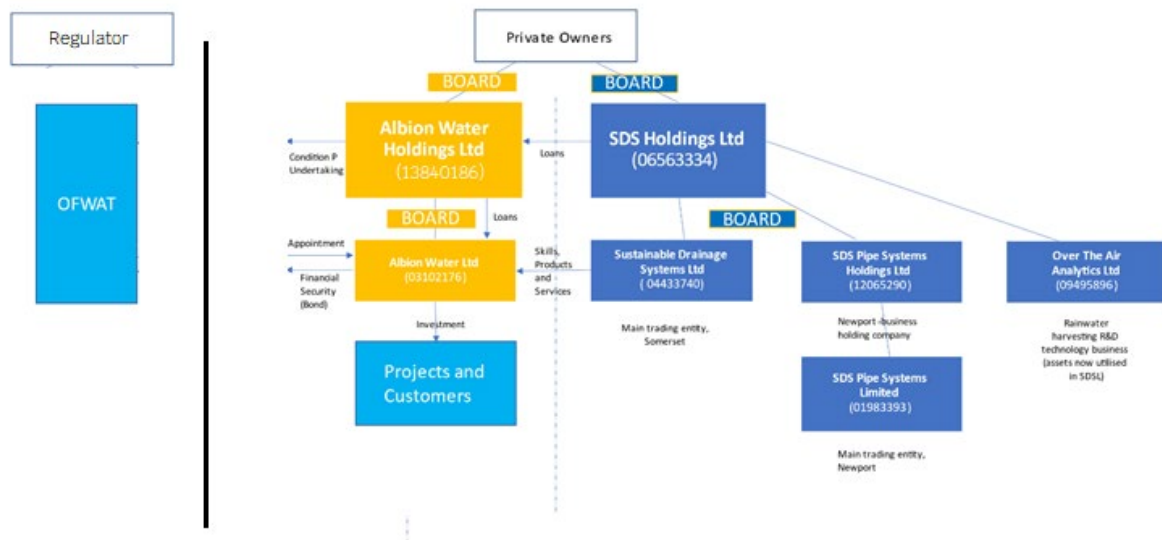 Regulator
OFWAT
Private Owners
BOARD
BOARD
Albion Water
Holdings Ltd
(13840186)
SDS Holdings Ltd
(06563334)
Condition P
Undertaking
Loans
BOARD
Loans
BOARD
Appointment
Financial
Security
(Bond)
Albion Water Ltd
(03102176)
Skills,
Products
and
Services
Sustainable Drainage
Systems Ltd
( 04433740)
SDS Pipe Systems
Holdings Ltd
(12065290)
Over The Air
Analytics Ltd
(09495896)
Investment
Main trading entity,
Somerset
Newport -business
holding company
Rainwater
harvesting R&D
technology business
(assets now utilised
in SDSL)
Projects and
Customers
SDS Pipe Systems
Limited
(01983393)
Main trading entity,
Newport